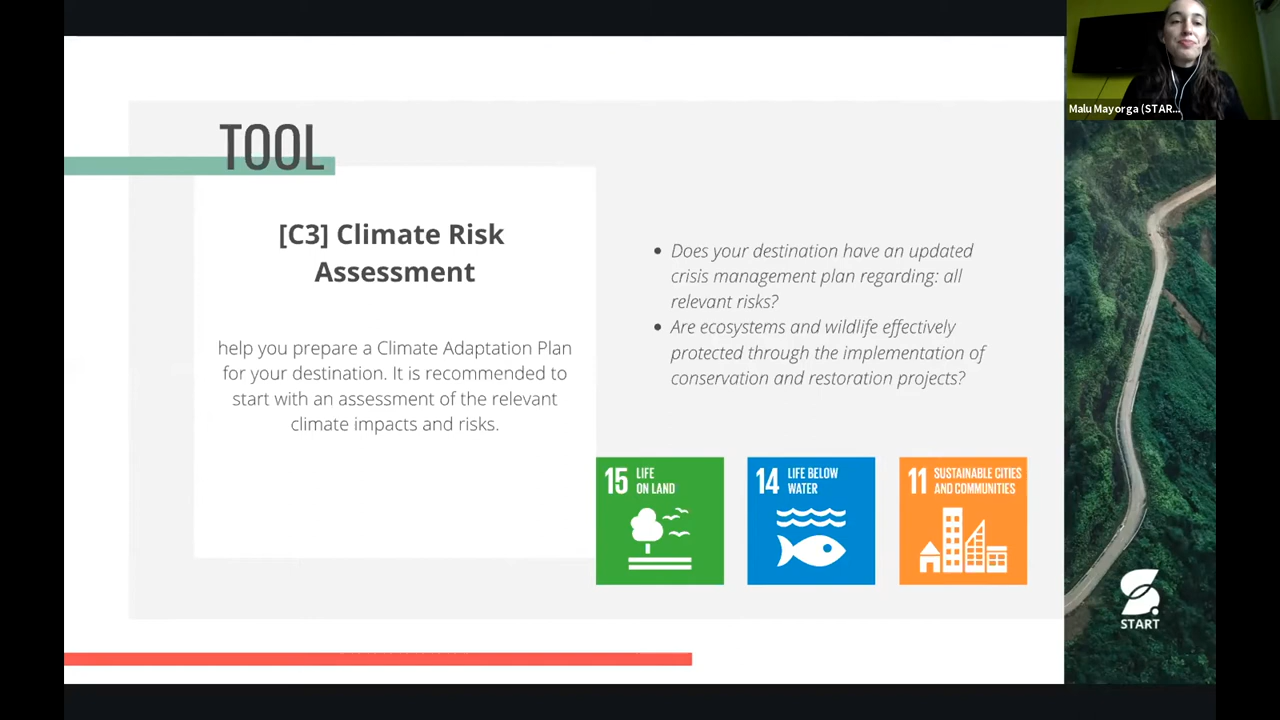 TOOL
[C3] Climate Risk
Assessment
help you prepare a Climate Adaptation Plan
for your destination. It is recommended to
start with an assessment of the relevant
climate impacts and risks.
• Does your destination have an updated
crisis management plan regarding: all
relevant risks?
• Are ecosystems and wildlife effectively
protected through the implementation of
conservation and restoration projects?
15 LIFE
ON LAND
14 LIFE BELOW
WATER
11 SUSTAINABLE CITIES
AND COMMUNITIES
Malu Mayorga (STAR...
START